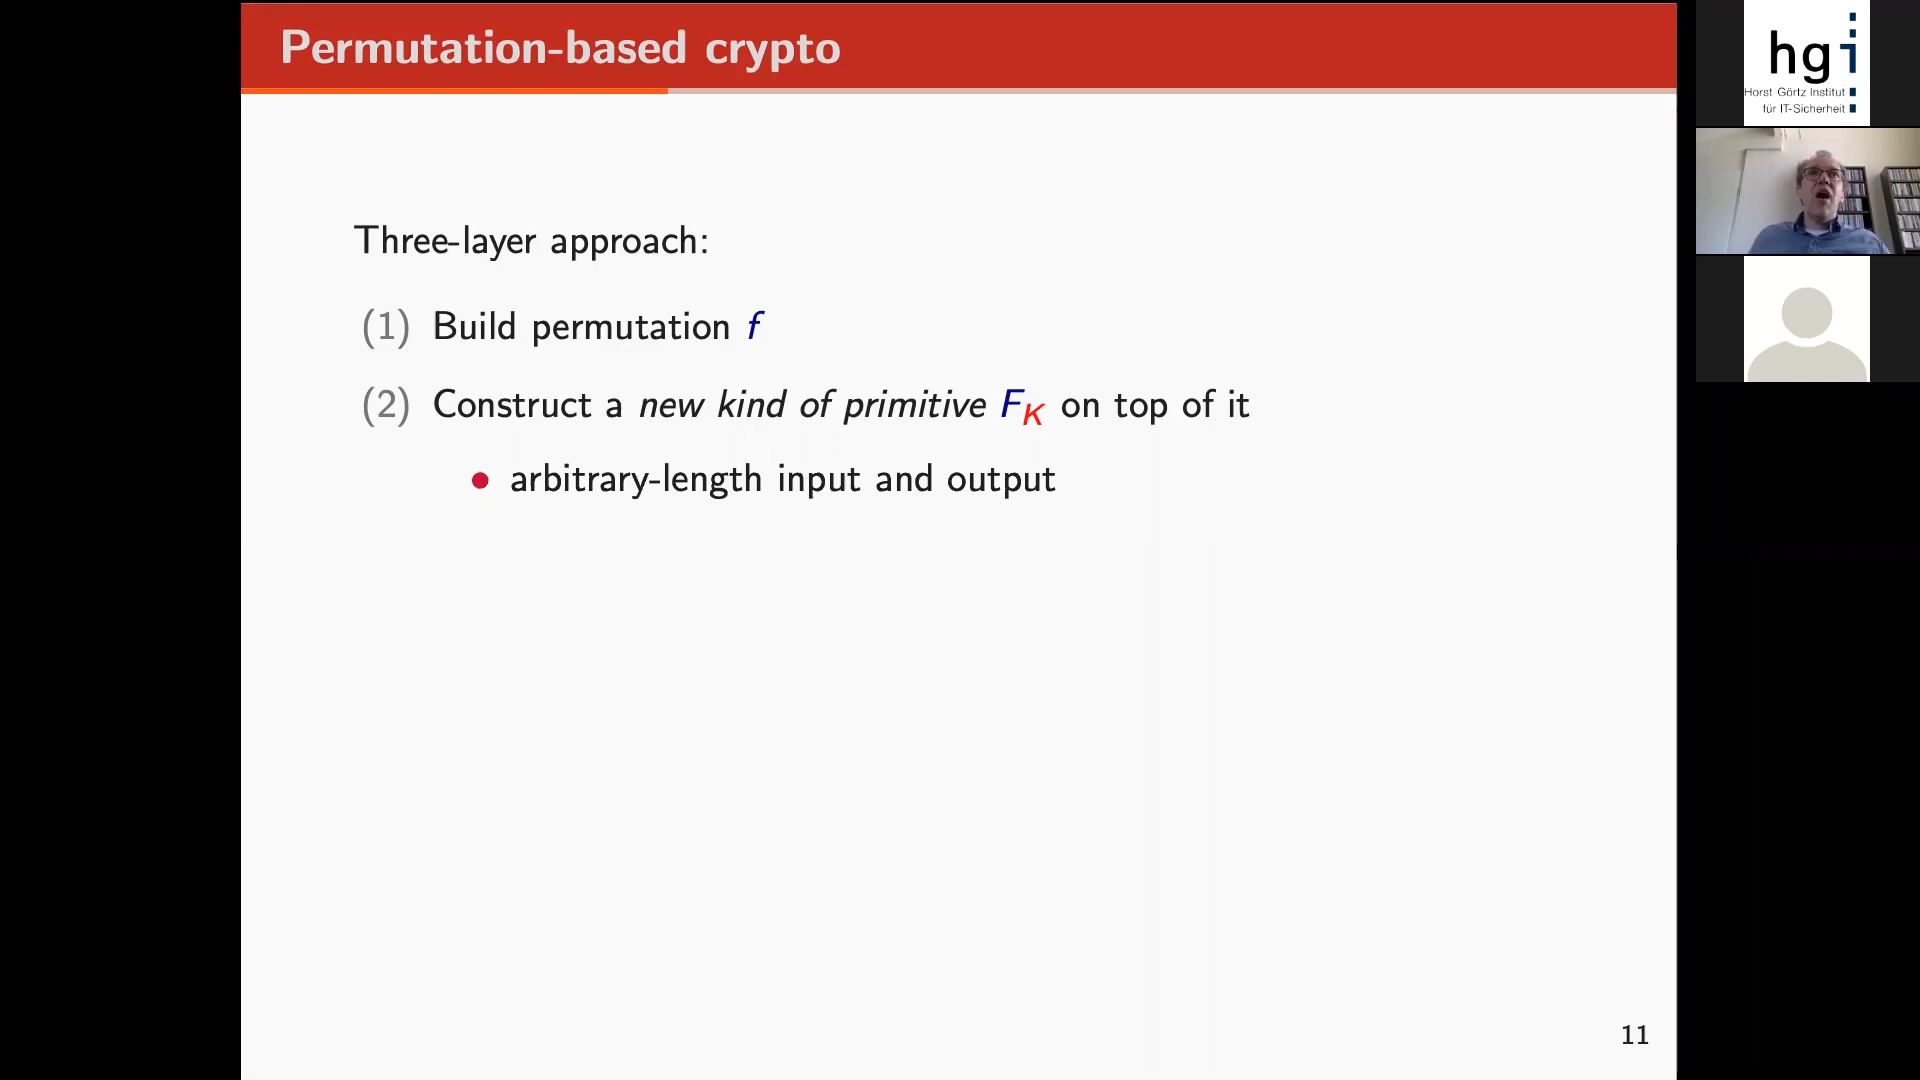 Permutation-based crypto
Three-layer approach:
(1) Build permutation f
(2) Construct a new kind of primitive F_K on top of it
• arbitrary-length input and output
11
hgi
Horst Görtz Institut
für IT-Sicherheit